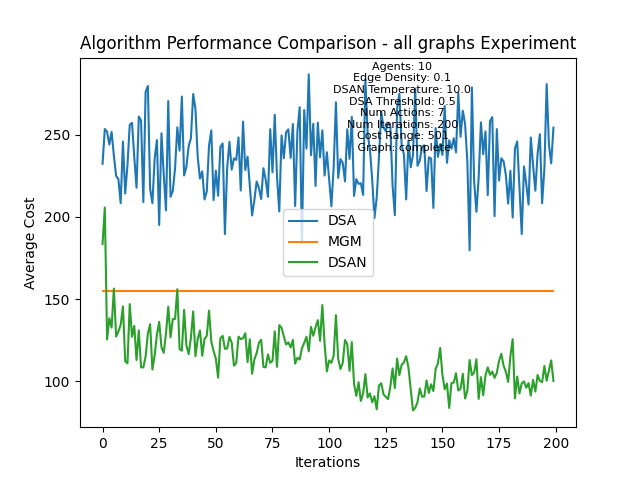 Algorithm Performance Comparison - all graphs Experiment
Agents: 10
Edge Density: 0.1
DSAN Temperature: 10.0
DSA Threshold: 0.5
Num Actions: 7
Num Iterations: 200
Cost Range: 501
Graph: complete
250
200
150
100
Average Cost
DSA
MGM
DSAN
0
25
50
75
100
125
150
175
200
Iterations